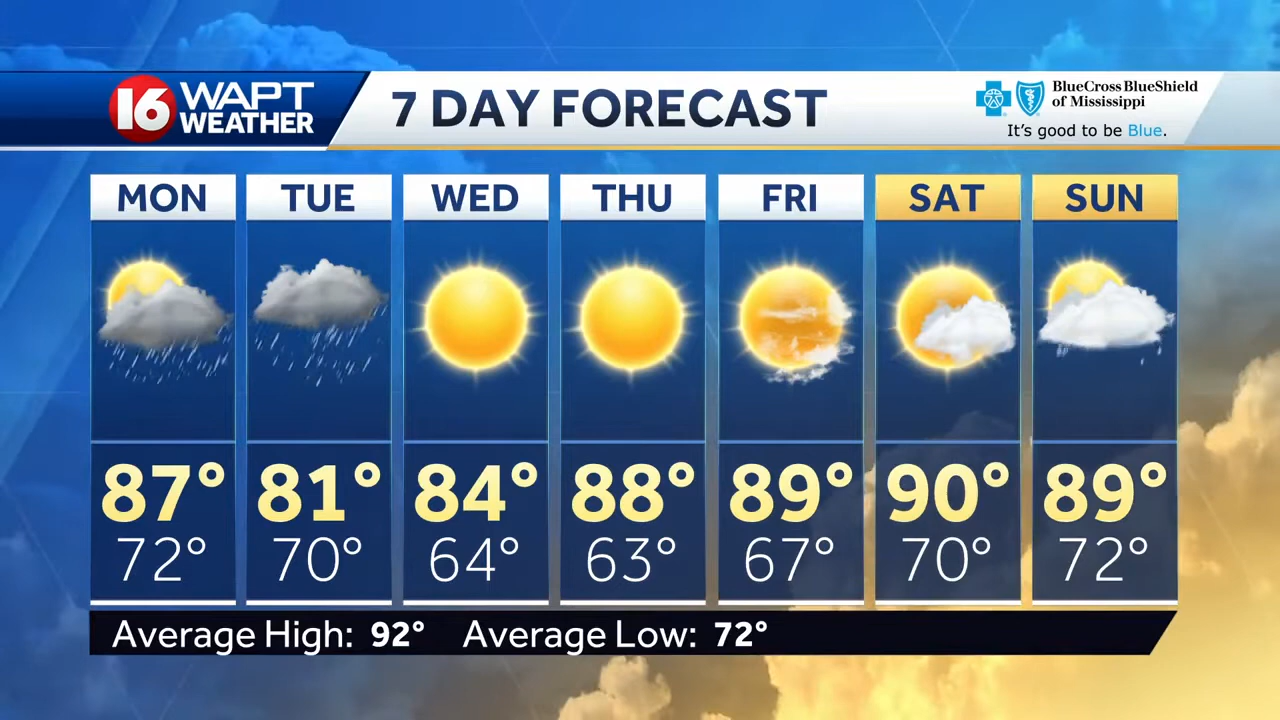 16 WAPT
WEATHER
7 DAY FORECAST
BlueCross BlueShield
of Mississippi
It's good to be Blue.
MON TUE WED THU FRI SAT SUN
87° 81° 84° 88° 89° 90° 89°
72° 70° 64° 63° 67° 70° 72°
Average High: 92° Average Low: 72°